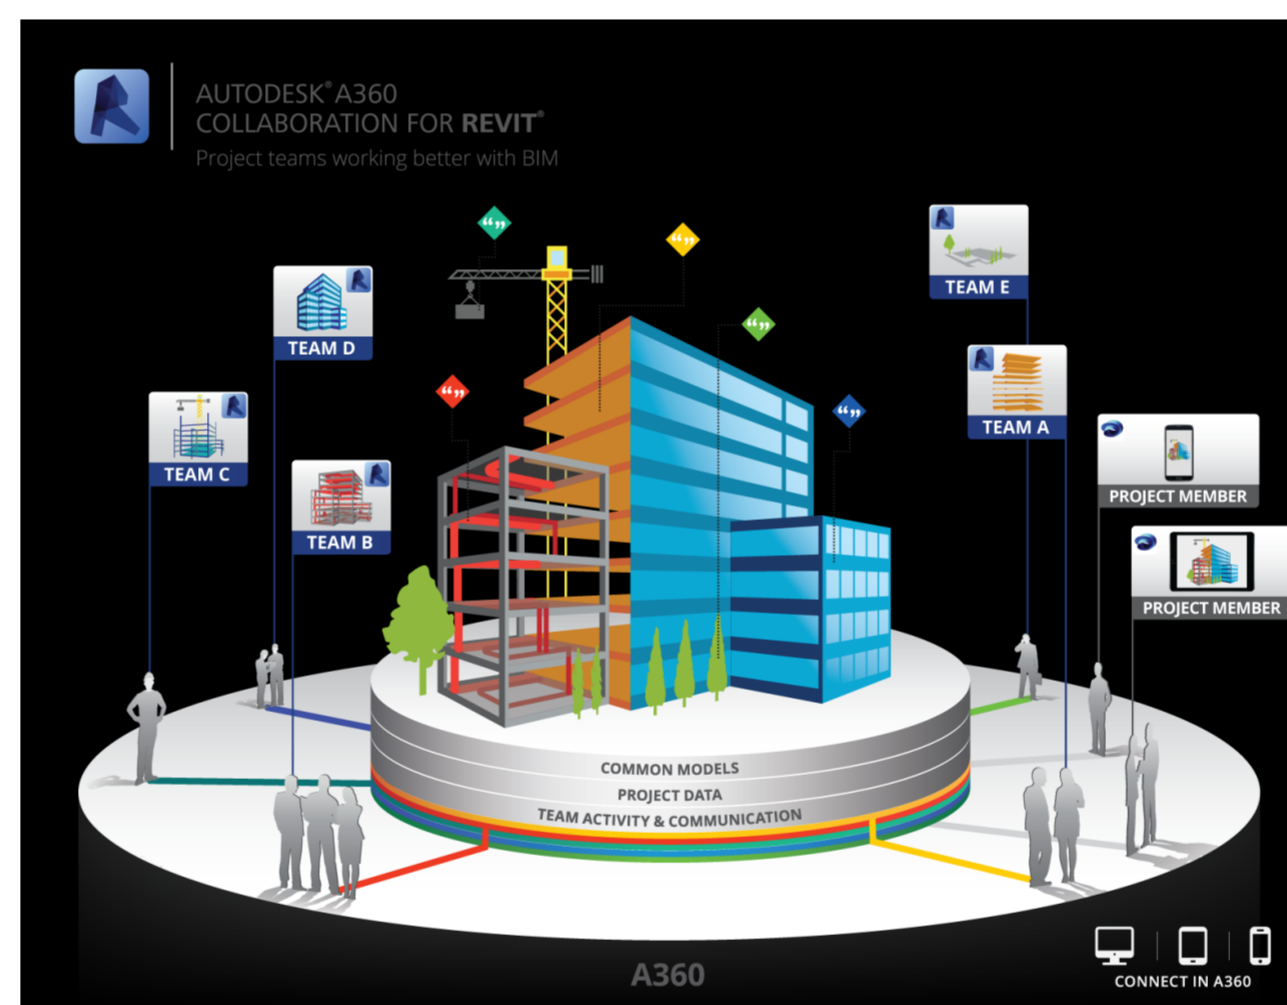 AUTODESK® A360
COLLABORATION FOR REVIT®
Project teams working better with BIM
TEAM E
TEAM D
TEAM A
TEAM C
PROJECT MEMBER
TEAM B
PROJECT MEMBER
COMMON MODELS
PROJECT DATA
TEAM ACTIVITY & COMMUNICATION
A360
CONNECT IN A360